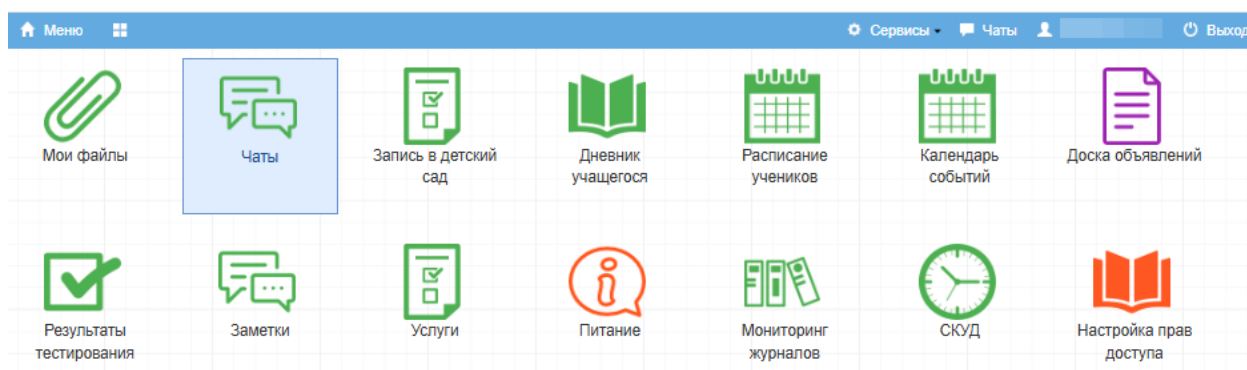 Меню
Сервисы
Чаты
Выход
Мои файлы
Чаты
Запись в детский
сад
Дневник
учащегося
Расписание
учеников
Календарь
событий
Доска объявлений
Результаты
тестирования
Заметки
Услуги
Питание
Мониторинг
журналов
СКУД
Настройка прав
доступа